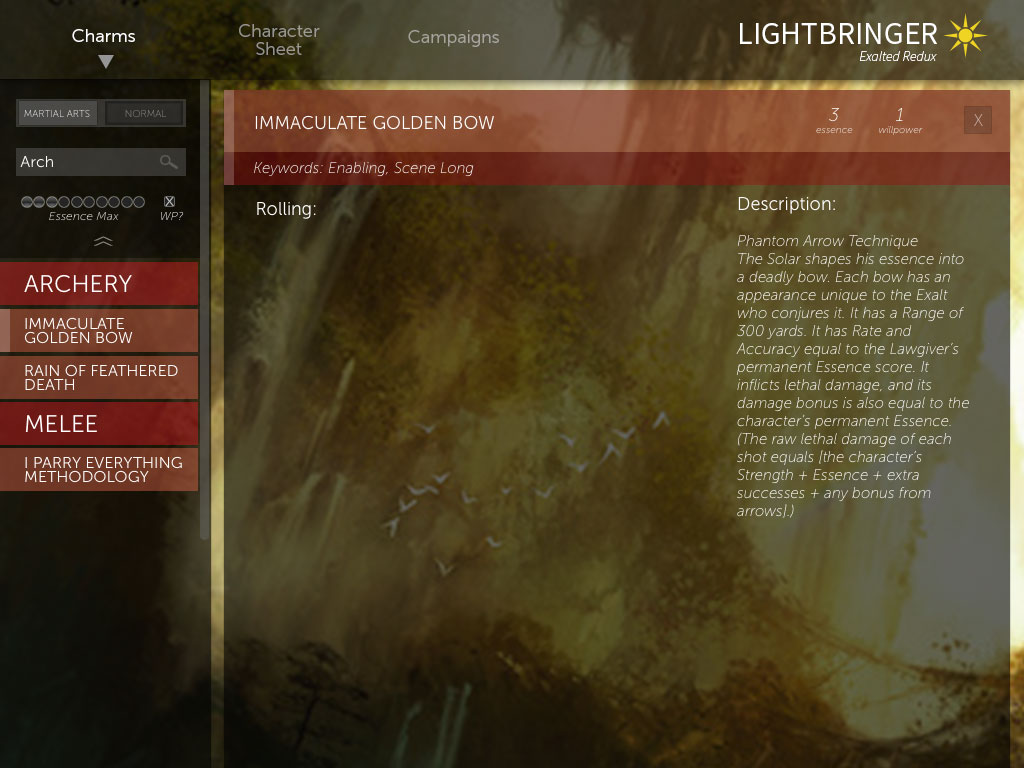 Charms
Character
Sheet
Campaigns
LIGHTBRINGER
Exalted Redux
MARTIAL ARTS
NORMAL
Arch
Essence Max
X
WP?
ARCHERY
IMMACULATE
GOLDEN BOW
RAIN OF FEATHERED
DEATH
MELEE
I PARRY EVERYTHING
METHODOLOGY
IMMACULATE GOLDEN BOW
3
essence
1
willpower
X
Keywords: Enabling, Scene Long
Rolling:
Description:
Phantom Arrow Technique
The Solar shapes his essence into
a deadly bow. Each bow has an
appearance unique to the Exalt
who conjures it. It has a Range of
300 yards. It has Rate and
Accuracy equal to the Lawgiver's
permanent Essence score. It
inflicts lethal damage, and its
damage bonus is also equal to the
character's permanent Essence.
(The raw lethal damage of each
shot equals [the character's
Strength + Essence + extra
successes + any bonus from
arrows].)